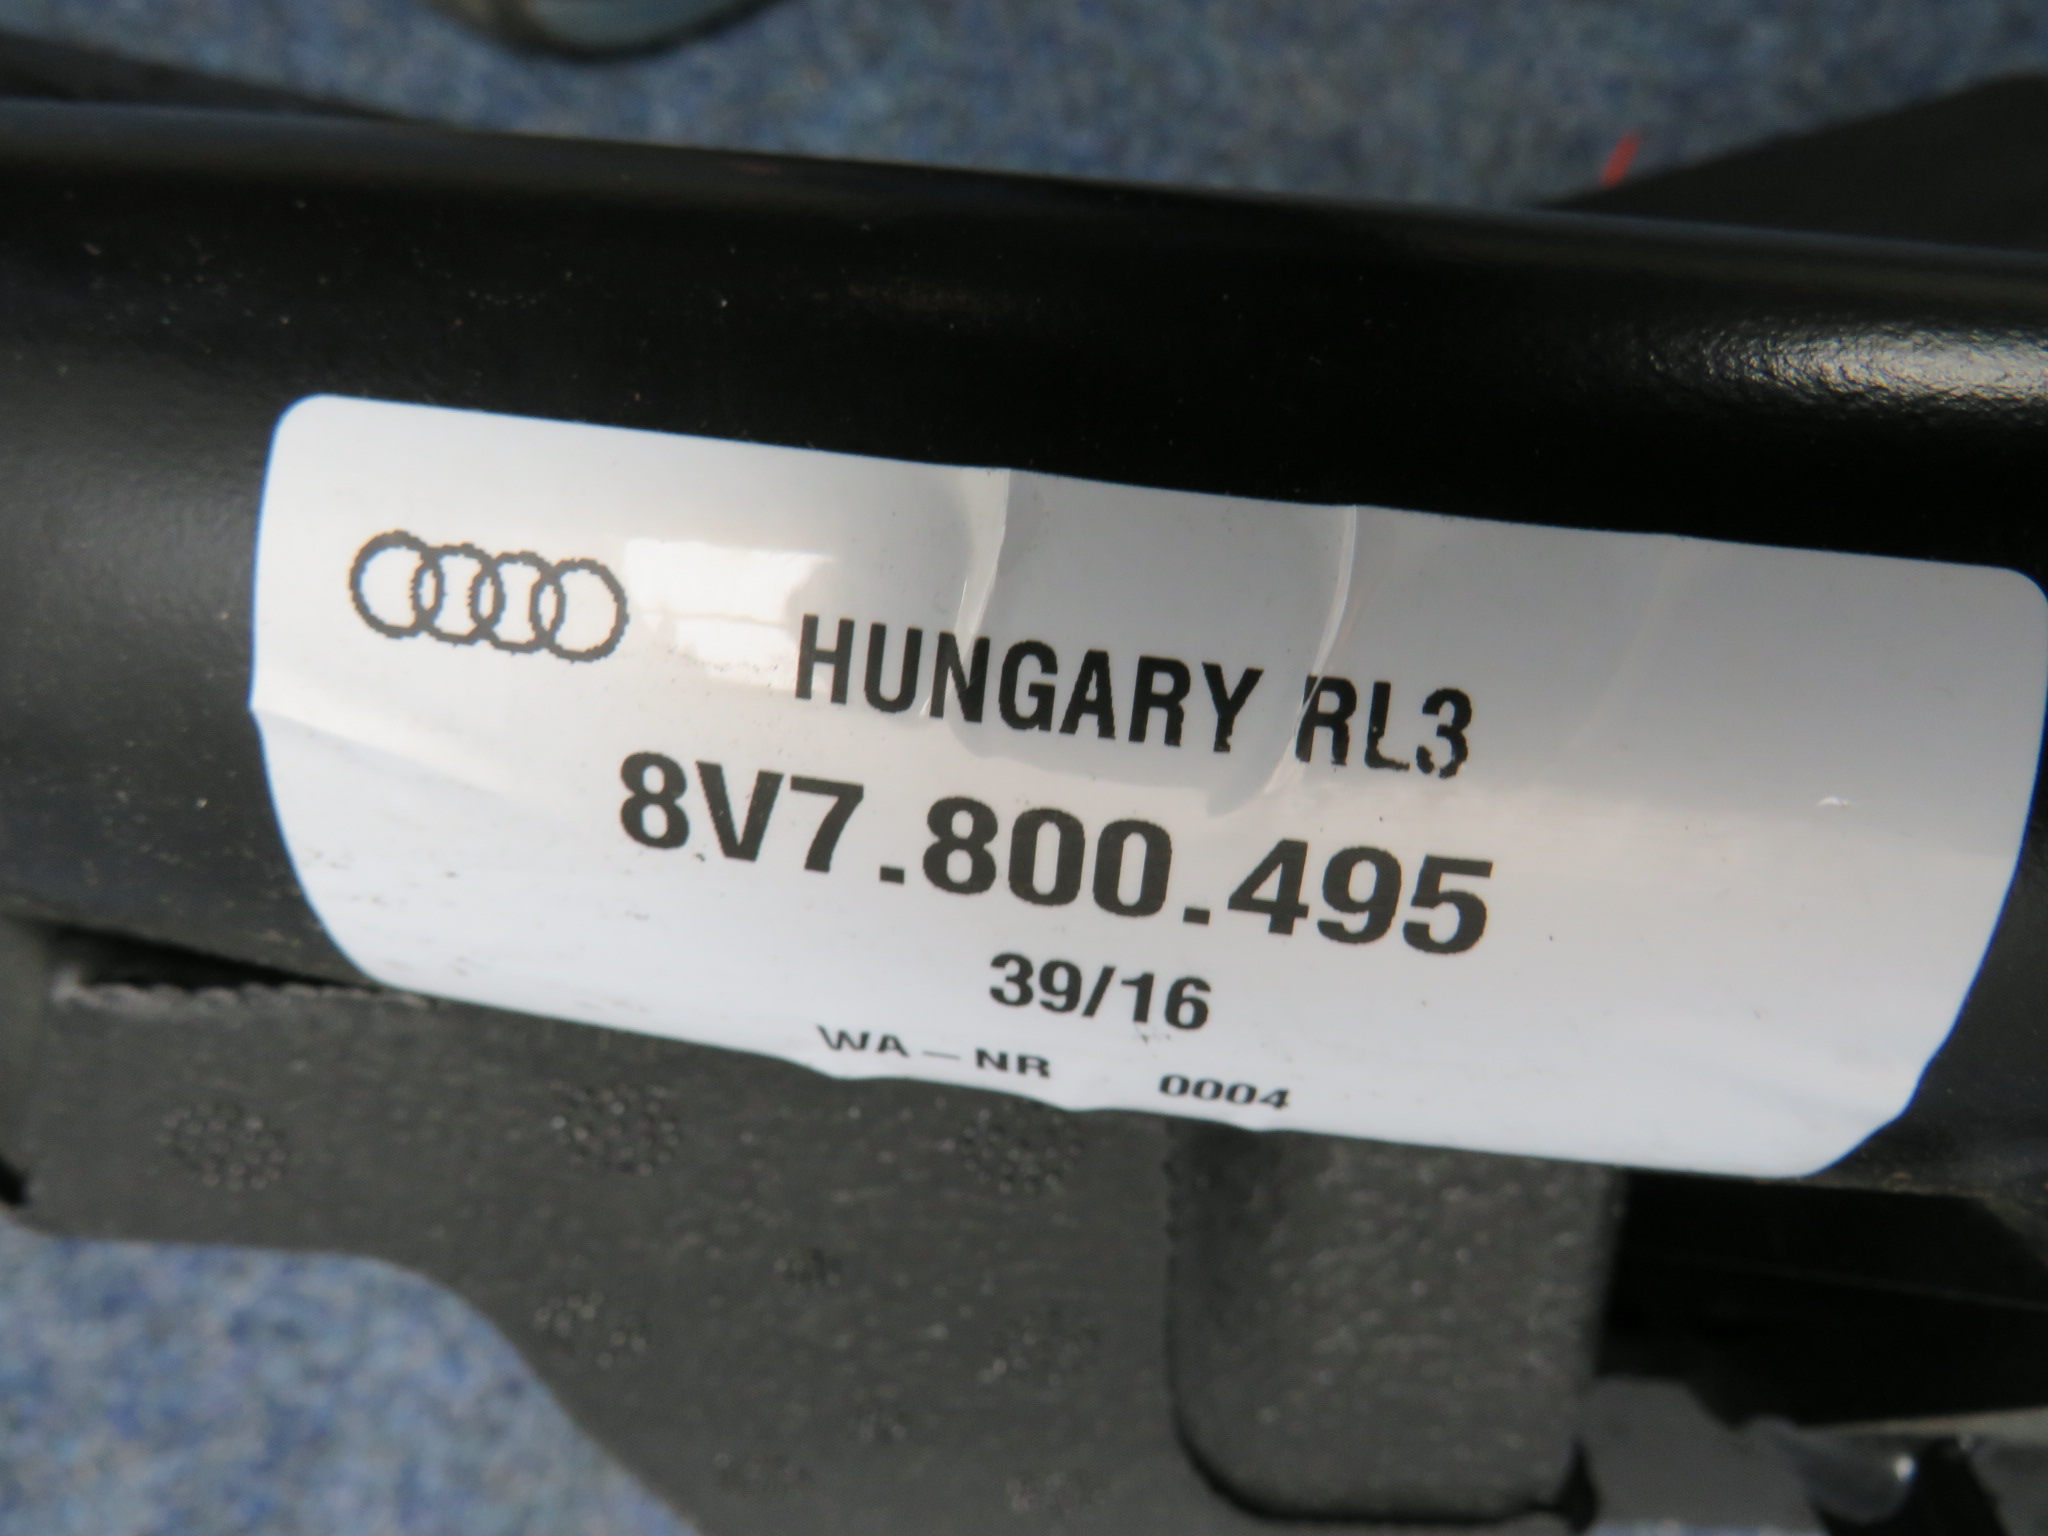 HUNGARY RL3
8V7.800.495
39/16
WA-NR 0004